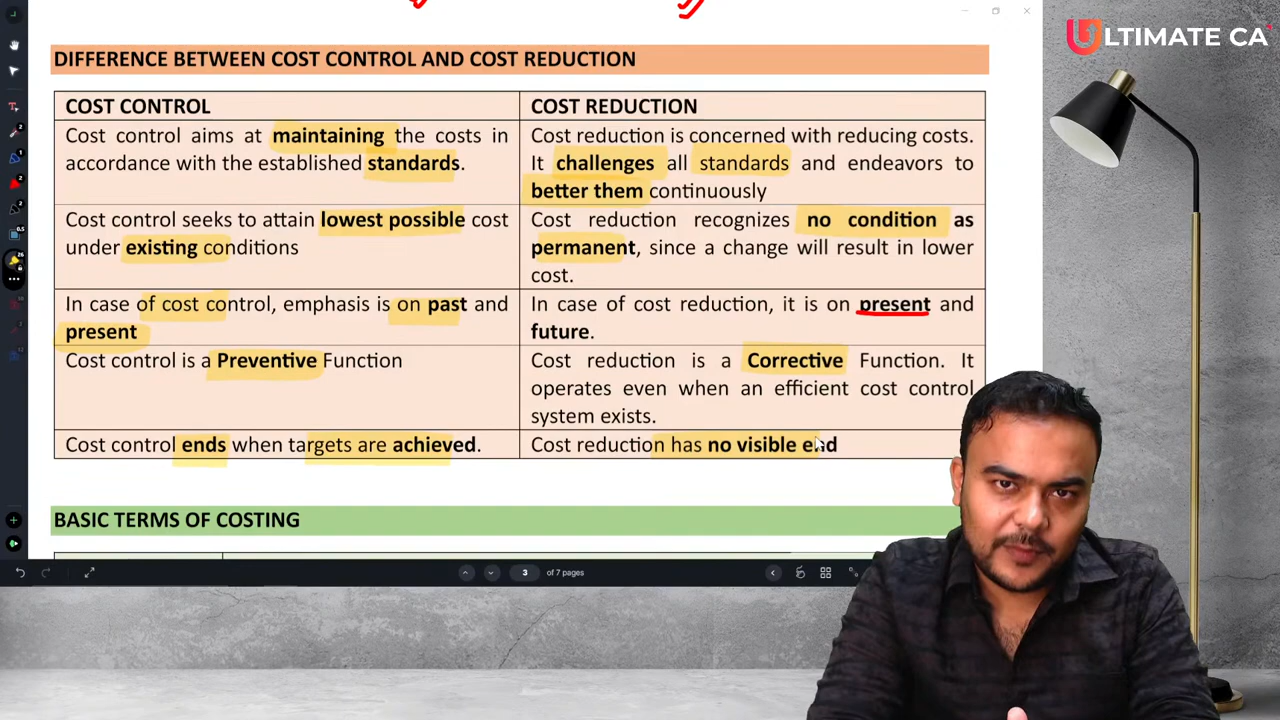 ULTIMATE CA
DIFFERENCE BETWEEN COST CONTROL AND COST REDUCTION
COST CONTROL
COST REDUCTION
Cost control aims at maintaining the costs in
accordance with the established standards.
Cost reduction is concerned with reducing costs.
It challenges all standards and endeavors to
better them continuously
Cost control seeks to attain lowest possible cost
under existing conditions
Cost reduction recognizes no condition as
permanent, since a change will result in lower
cost.
In case of cost control, emphasis is on past and
present
In case of cost reduction, it is on present and
future.
Cost control is a Preventive Function
Cost reduction is a Corrective Function. It
operates even when an efficient cost control
system exists.
Cost control ends when targets are achieved.
Cost reduction has no visible end
BASIC TERMS OF COSTING
3 of 7 pages